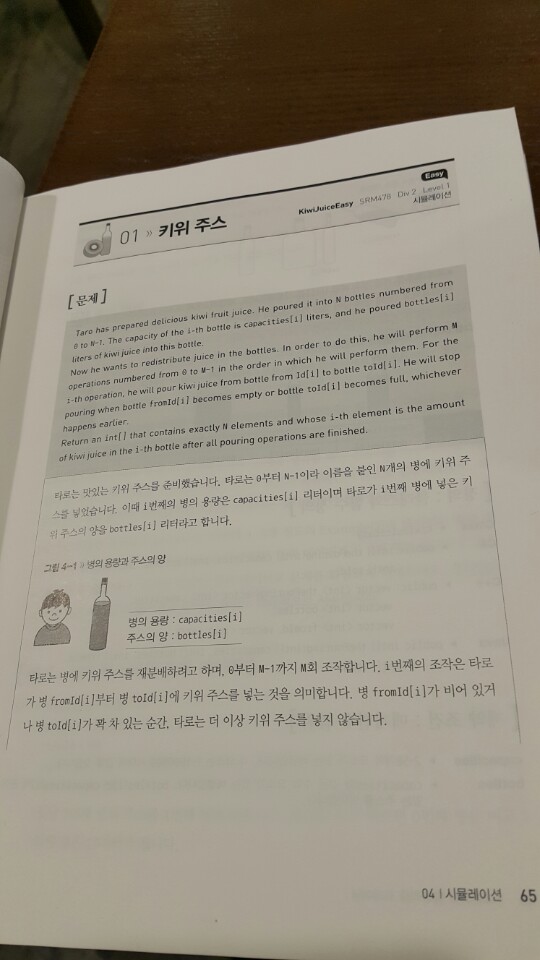 Easy
KiwiJuiceEasy SRM478 Div 2 Level 1
시뮬레이션
01 » 키위 주스
[문제]
Taro has prepared delicious kiwi fruit juice. He poured it into N bottles numbered from
0 to N-1. The capacity of the i-th bottle is capacities[i] liters, and he poured bottles[i]
liters of kiwi juice into this bottle.
Now he wants to redistribute juice in the bottles. In order to do this, he will perform M
operations numbered from 0 to M-1 in the order in which he will perform them. For the
i-th operation, he will pour kiwi juice from bottle from Id[i] to bottle toId[i]. He will stop
pouring when bottle fromId[i] becomes empty or bottle toId[i] becomes full, whichever
happens earlier.
Return an int[] that contains exactly N elements and whose i-th element is the amount
of kiwi juice in the i-th bottle after all pouring operations are finished.
타로는 맛있는 키위 주스를 준비했습니다. 타로는 0부터 N-1이라 이름을 붙인 N개의 병에 키위 주
스를 넣었습니다. 이때 i번째의 병의 용량은 capacities[i] 리터이며 타로가 i번째 병에 넣은 키
위 주스의 양을 bottles[i] 리터라고 합니다.
그림 4-1 » 병의 용량과 주스의 양
병의 용량 : capacities[i]
주스의 양 : bottles[i]
타로는 병에 키위 주스를 재분배하려고 하며, 0부터 M-1까지 M회 조작합니다. i번째의 조작은 타로
가 병 fromId[i]부터 병 toId[i]에 키위 주스를 넣는 것을 의미합니다. 병 fromId[i]가 비어 있거
나 병 toId[i]가 꽉 차 있는 순간, 타로는 더 이상 키위 주스를 넣지 않습니다.
04 | 시뮬레이션 65